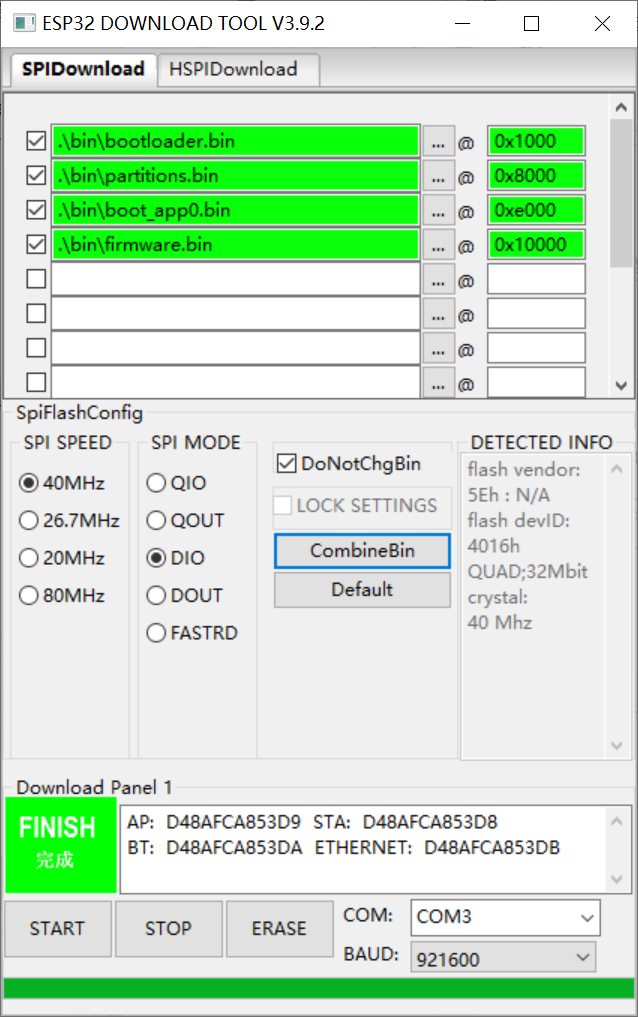 ESP32 DOWNLOAD TOOL V3.9.2
SPIDownload HSPIDownload
.\bin\bootloader.bin ... @ 0x1000
.\bin\partitions.bin ... @ 0x8000
.\bin\boot_app0.bin ... @ 0xe000
.\bin\firmware.bin ... @ 0x10000
... @
... @
... @
... @
SpiFlashConfig
SPI SPEED
40MHz
26.7MHz
20MHz
80MHz
SPI MODE
QIO
QOUT
DIO
DOUT
FASTRD
DoNotChgBin
LOCK SETTINGS
CombineBin
Default
DETECTED INFO
flash vendor:
5Eh : N/A
flash devID:
4016h
QUAD;32Mbit
crystal:
40 Mhz
Download Panel 1
FINISH
完成
AP: D48AFCA853D9 STA: D48AFCA853D8
BT: D48AFCA853DA ETHERNET: D48AFCA853DB
START STOP ERASE
COM: COM3
BAUD: 921600